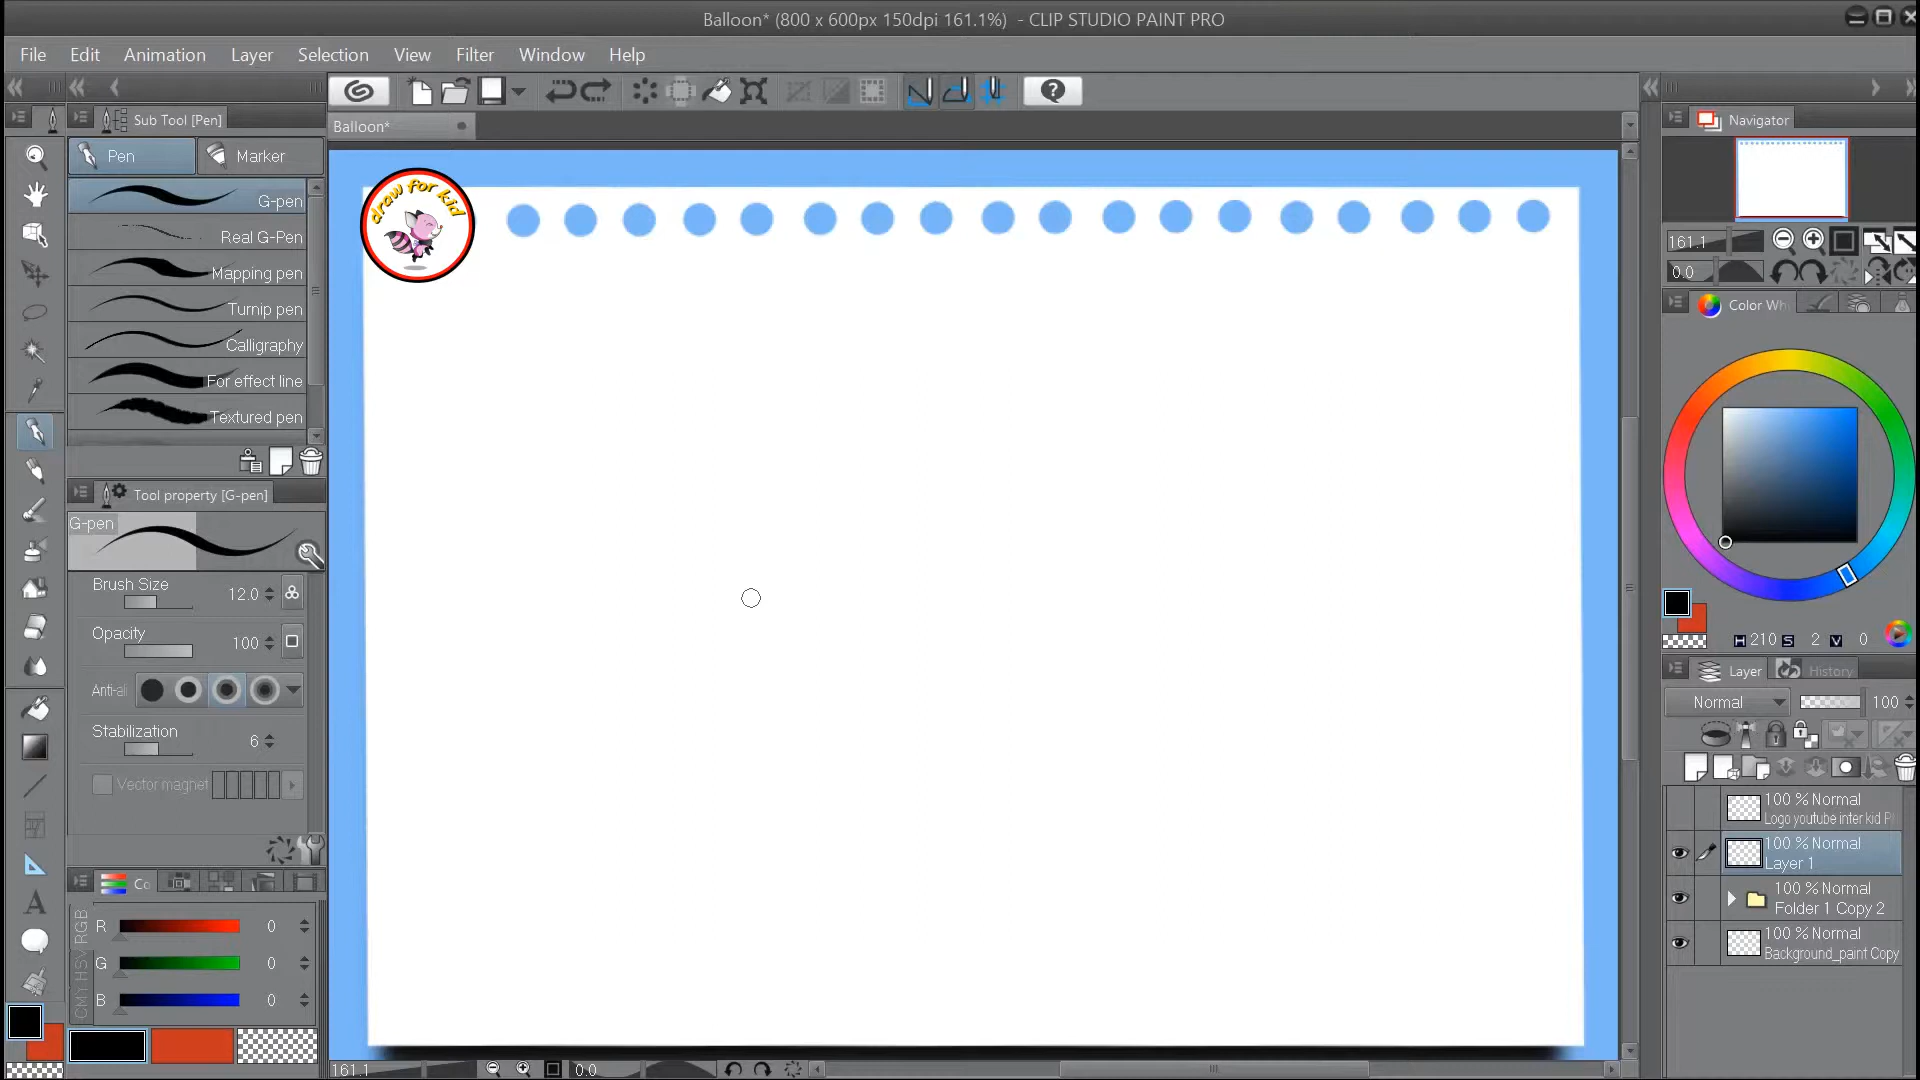 Balloon* (800 x 600px 150dpi 161.1%) - CLIP STUDIO PAINT PRO
File Edit Animation Layer Selection View Filter Window Help
Sub Tool [Pen]
Balloon*
Navigator
Pen
Marker
draw for kid
G-pen
Real G-Pen
Mapping pen
Turnip pen
Calligraphy
For effect line
Textured pen
161.1
0.0
Color Wh
Tool property [G-pen]
G-pen
Brush Size 12.0
Opacity 100
Anti-ali
Stabilization 6
Vector magnet
H 210 S 2 V 0
Layer
History
Normal 100
100 % Normal
Logo youtube inter kid P
100 % Normal
Layer 1
100 % Normal
Folder 1 Copy 2
100 % Normal
Background_paint Copy
Co
RGB
HSV
R 0
G 0
B 0
A
161.1 0.0